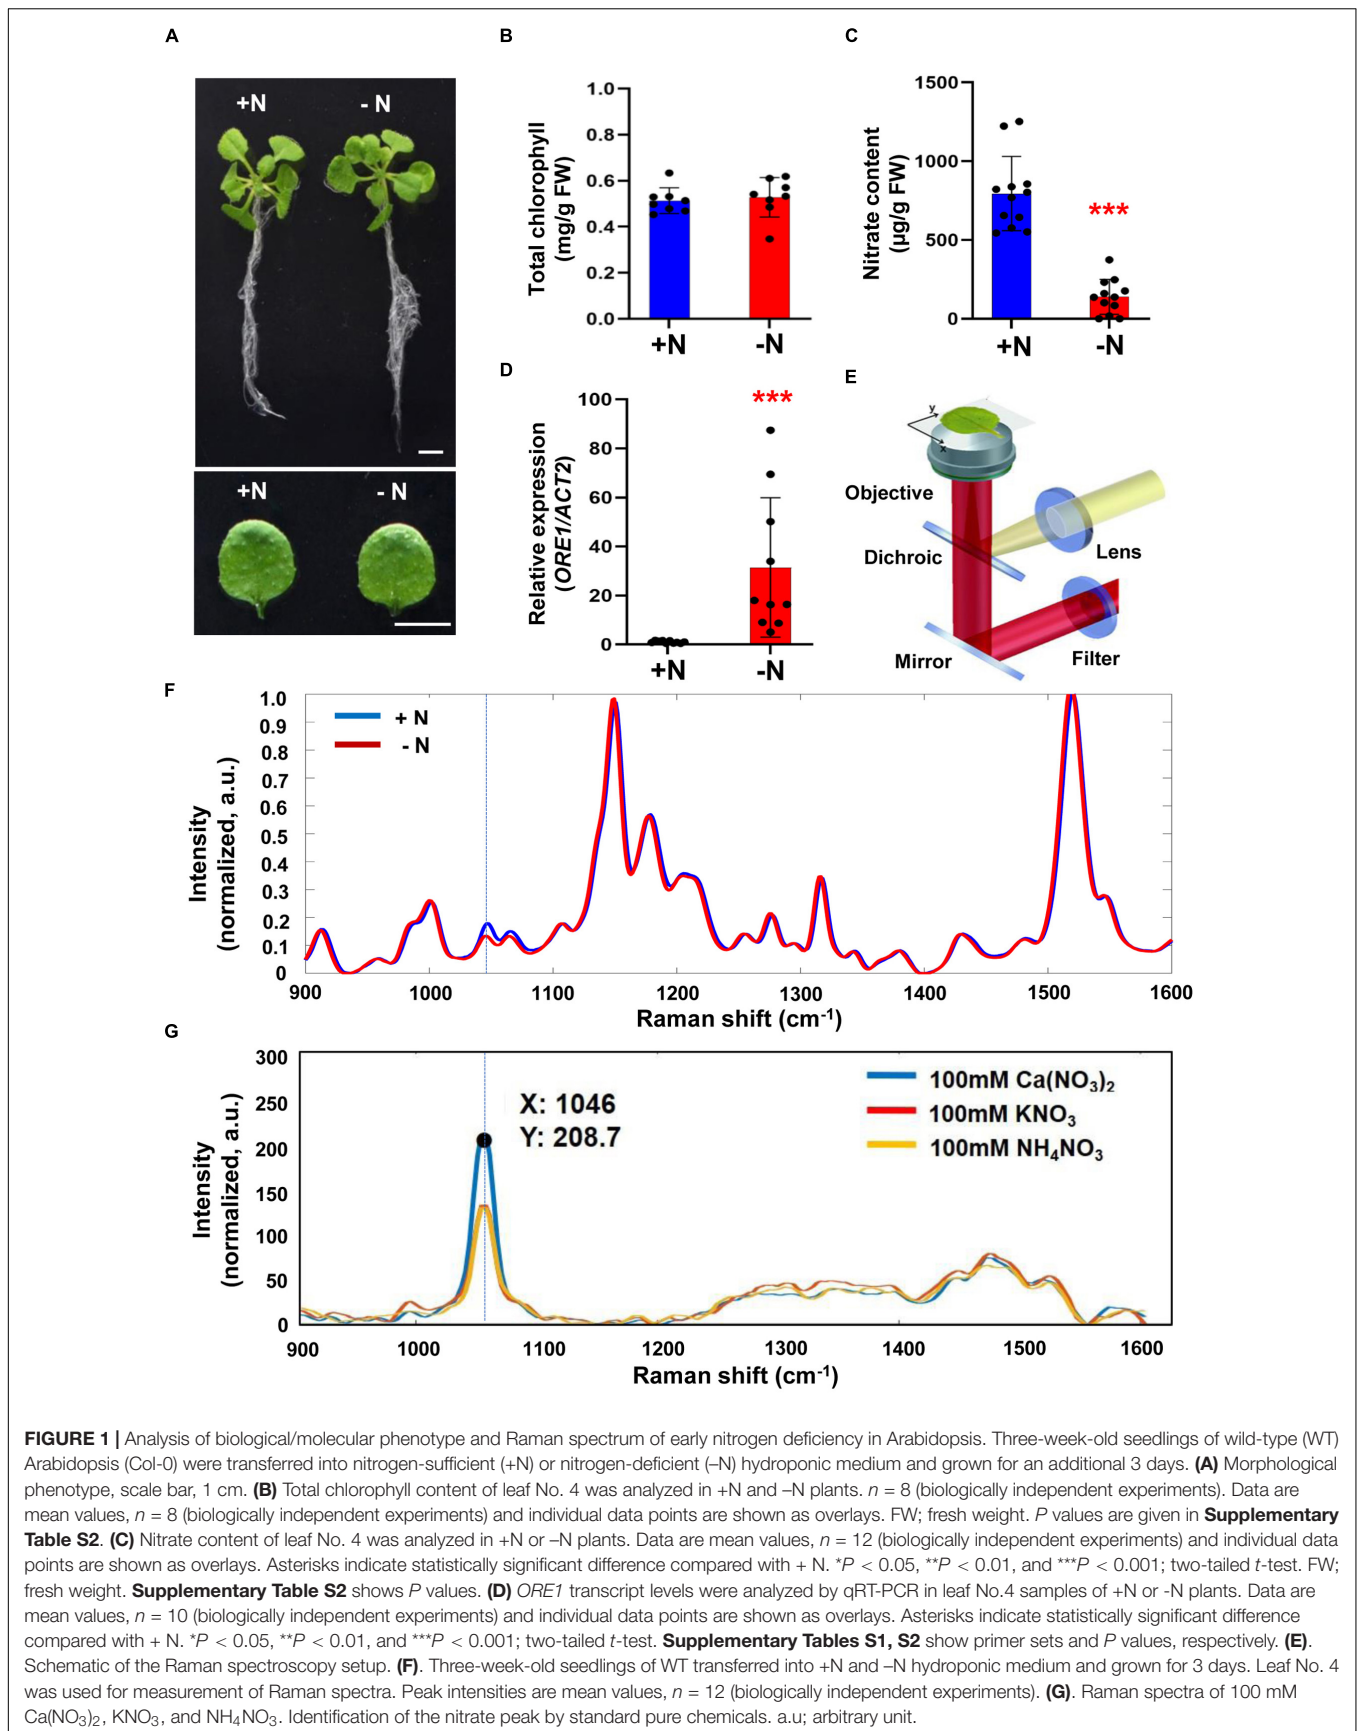 A
+N
- N
+N
- N
B
Total chlorophyll
(mg/g FW)
1.0
0.8
0.6
0.4
0.2
0.0
+N
-N
C
Nitrate content
(µg/g FW)
1500
1000
500
0
***
+N
-N
D
Relative expression
(ORE1/ACT2)
100
80
60
40
20
0
***
+N
-N
E
y
x
Objective
Dichroic
Lens
Mirror
Filter
F
Intensity
(normalized, a.u.)
1.0
0.9
0.8
0.7
0.6
0.5
0.4
0.3
0.2
0.1
0
+ N
- N
900 1000 1100 1200 1300 1400 1500 1600
Raman shift (cm-1)
G
Intensity
(normalized, a.u.)
300
250
200
150
100
50
0
X: 1046
Y: 208.7
100mM Ca(NO3)2
100mM KNO3
100mM NH4NO3
900 1000 1100 1200 1300 1400 1500 1600
Raman shift (cm-1)
FIGURE 1 | Analysis of biological/molecular phenotype and Raman spectrum of early nitrogen deficiency in Arabidopsis. Three-week-old seedlings of wild-type (WT)
Arabidopsis (Col-0) were transferred into nitrogen-sufficient (+N) or nitrogen-deficient (–N) hydroponic medium and grown for an additional 3 days. (A) Morphological
phenotype, scale bar, 1 cm. (B) Total chlorophyll content of leaf No. 4 was analyzed in +N and –N plants. n = 8 (biologically independent experiments). Data are
mean values, n = 8 (biologically independent experiments) and individual data points are shown as overlays. FW; fresh weight. P values are given in Supplementary
Table S2. (C) Nitrate content of leaf No. 4 was analyzed in +N or –N plants. Data are mean values, n = 12 (biologically independent experiments) and individual data
points are shown as overlays. Asterisks indicate statistically significant difference compared with + N. *P < 0.05, **P < 0.01, and ***P < 0.001; two-tailed t-test. FW;
fresh weight. Supplementary Table S2 shows P values. (D) ORE1 transcript levels were analyzed by qRT-PCR in leaf No.4 samples of +N or -N plants. Data are
mean values, n = 10 (biologically independent experiments) and individual data points are shown as overlays. Asterisks indicate statistically significant difference
compared with + N. *P < 0.05, **P < 0.01, and ***P < 0.001; two-tailed t-test. Supplementary Tables S1, S2 show primer sets and P values, respectively. (E).
Schematic of the Raman spectroscopy setup. (F). Three-week-old seedlings of WT transferred into +N and –N hydroponic medium and grown for 3 days. Leaf No. 4
was used for measurement of Raman spectra. Peak intensities are mean values, n = 12 (biologically independent experiments). (G). Raman spectra of 100 mM
Ca(NO3)2, KNO3, and NH4NO3. Identification of the nitrate peak by standard pure chemicals. a.u; arbitrary unit.